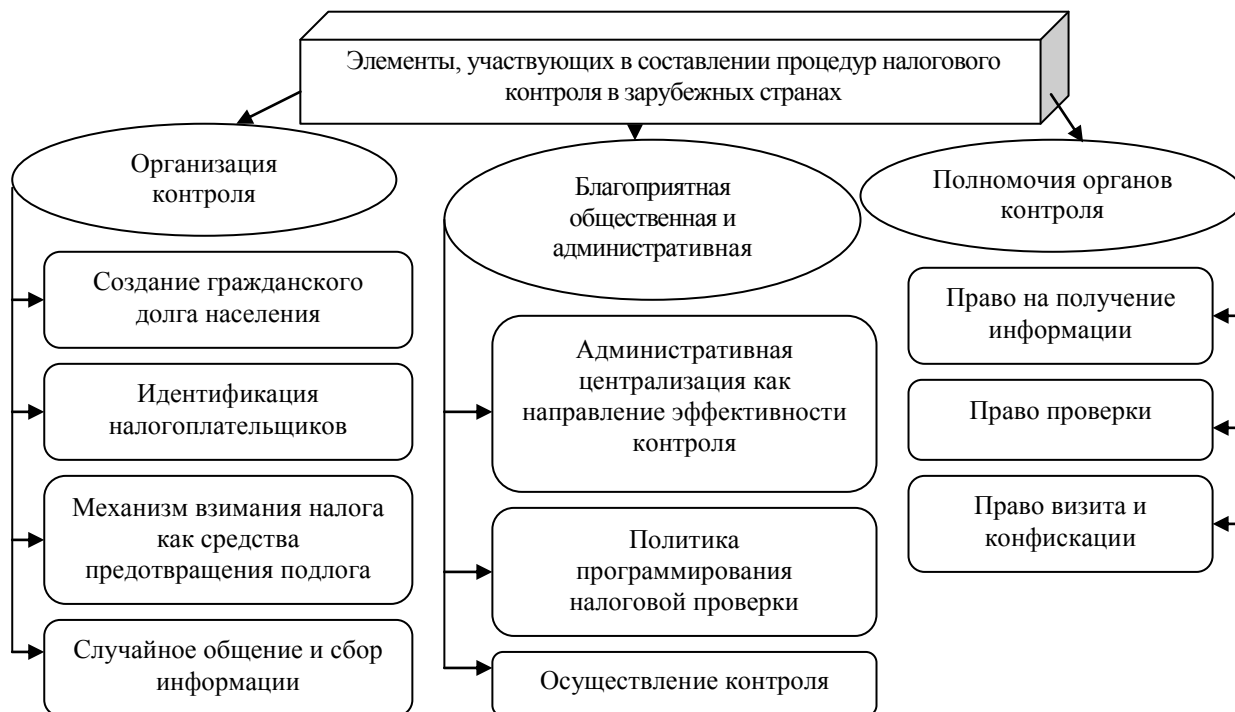 Элементы, участвующих в составлении процедур налогового
контроля в зарубежных странах
Организация
контроля
Создание гражданского
долга населения
Идентификация
налогоплательщиков
Механизм взимания налога
как средства
предотвращения подлога
Случайное общение и сбор
информации
Благоприятная
общественная и
административная
Административная
централизация как
направление эффективности
контроля
Политика
программирования
налоговой проверки
Осуществление контроля
Полномочия органов
контроля
Право на получение
информации
Право проверки
Право визита и
конфискации